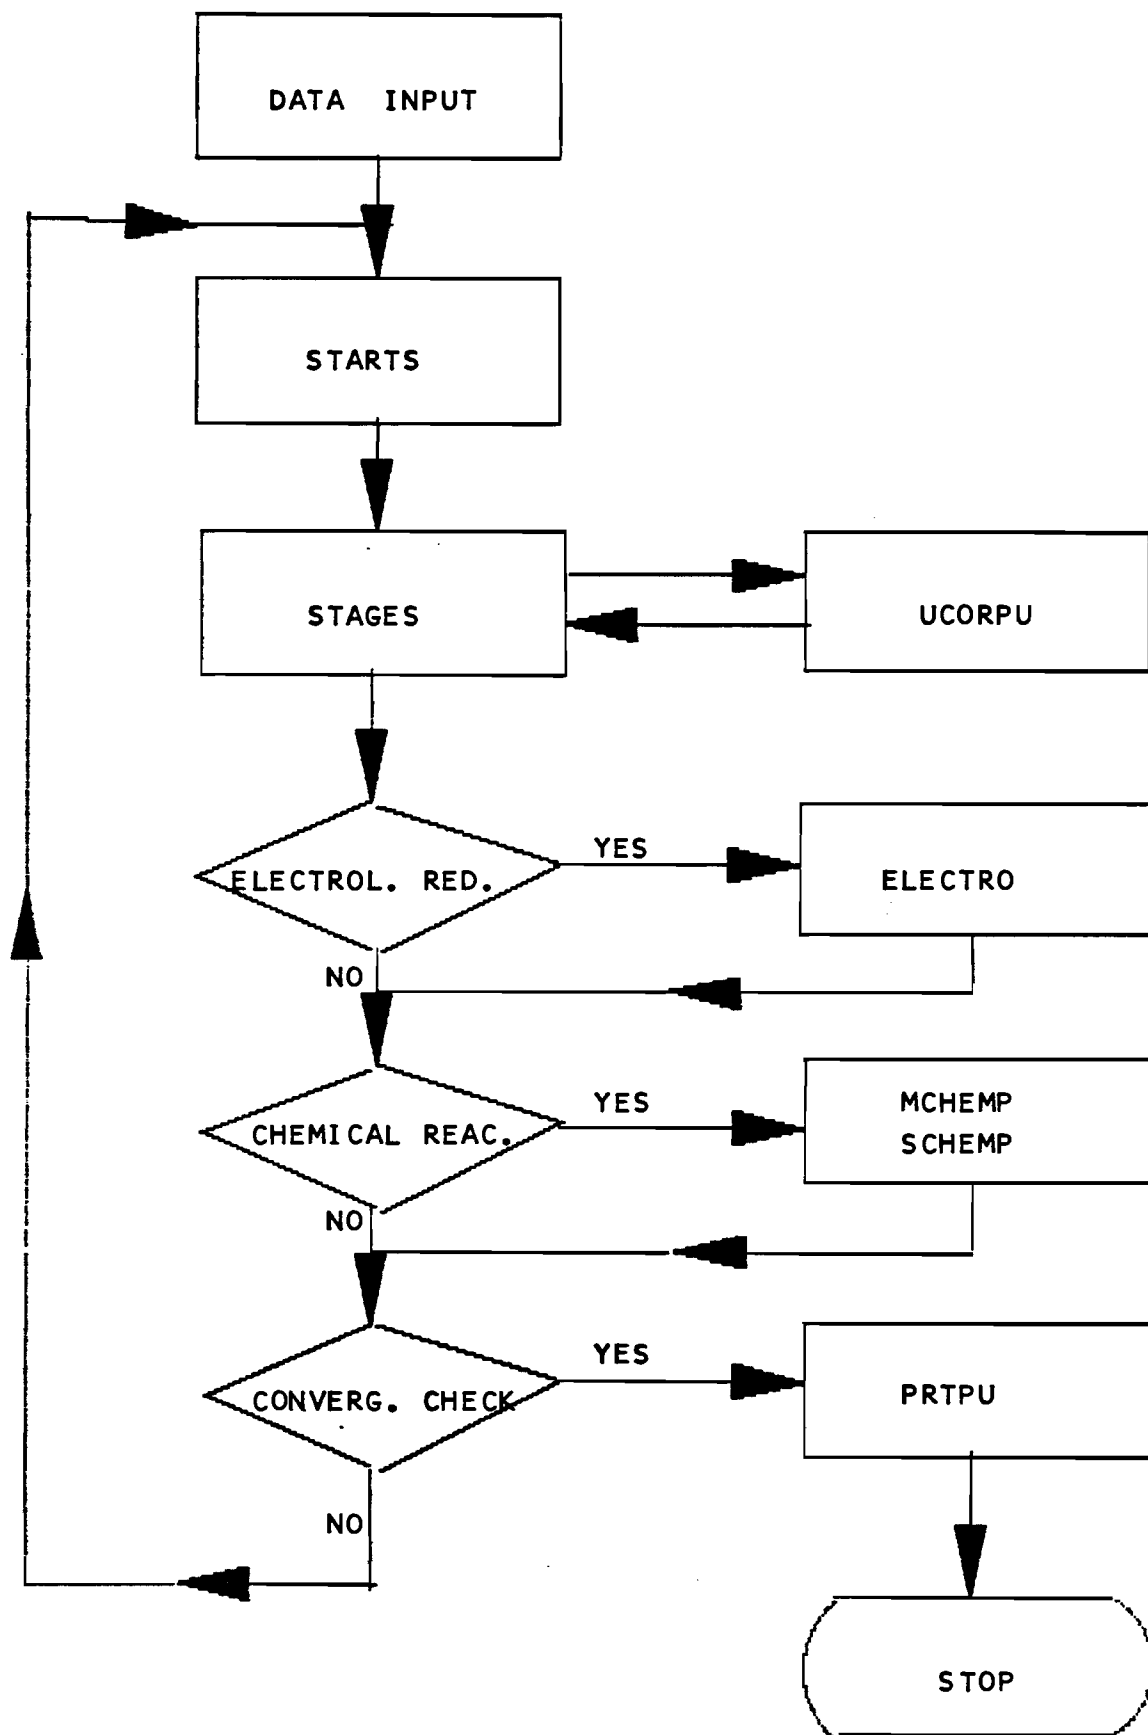 DATA INPUT
STARTS
STAGES
UCORPU
YES
ELECTROL. RED.
ELECTRO
NO
YES
CHEMICAL REAC.
MCHEMP
SCHEMP
NO
YES
CONVERG. CHECK
PRTPU
NO
STOP